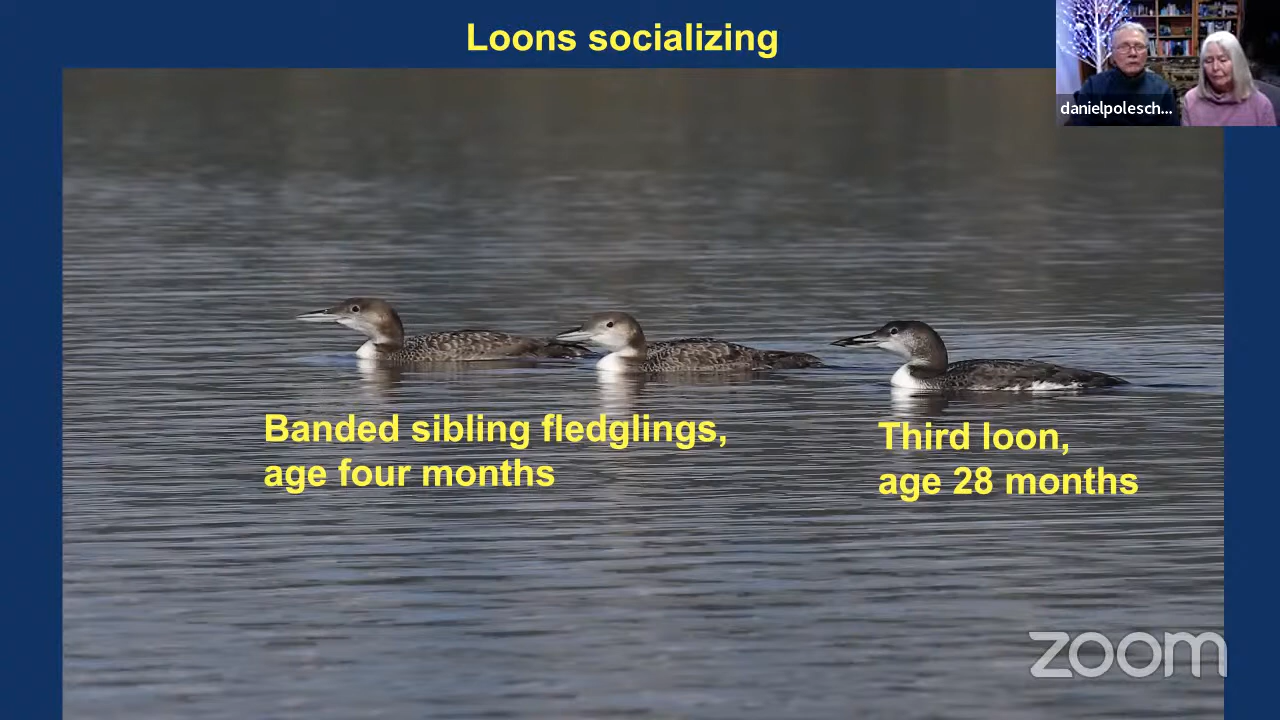 Loons socializing
danielpolesch...
Banded sibling fledglings,
age four months
Third loon,
age 28 months
zoom